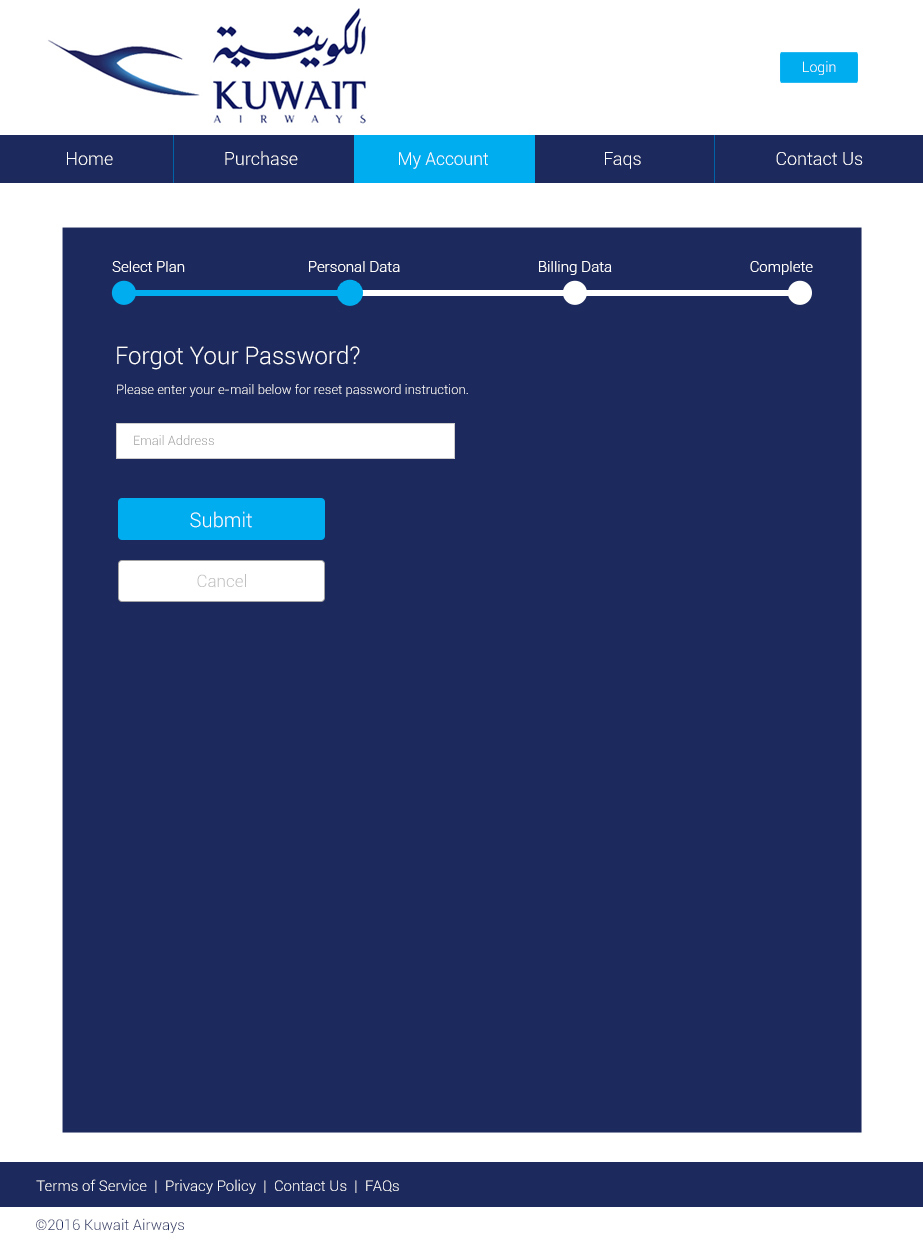 الكويتية
KUWAIT
AIRWAYS
Login
Home Purchase My Account Faqs Contact Us
Select Plan Personal Data Billing Data Complete
Forgot Your Password?
Please enter your e-mail below for reset password instruction.
Email Address
Submit
Cancel
Terms of Service | Privacy Policy | Contact Us | FAQs
©2016 Kuwait Airways